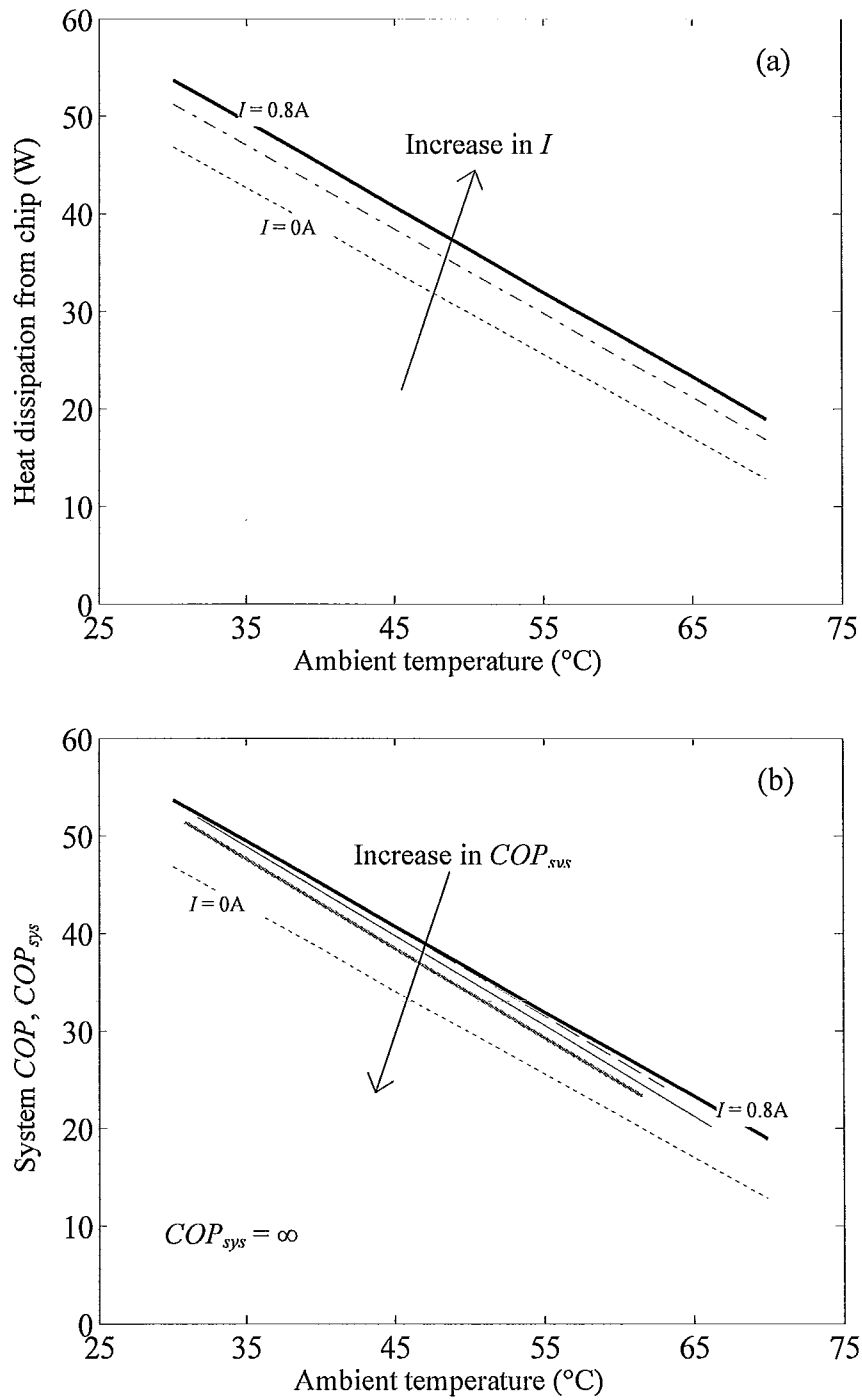 (a)
60
50
40
30
20
10
0
Heat dissipation from chip (W)
I = 0.8A
Increase in I
I = 0A
25 35 45 55 65 75
Ambient temperature (°C)
(b)
60
50
40
30
20
10
0
System COP, COPsys
Increase in COPsys
I = 0A
I = 0.8A
COPsys = ∞
25 35 45 55 65 75
Ambient temperature (°C)